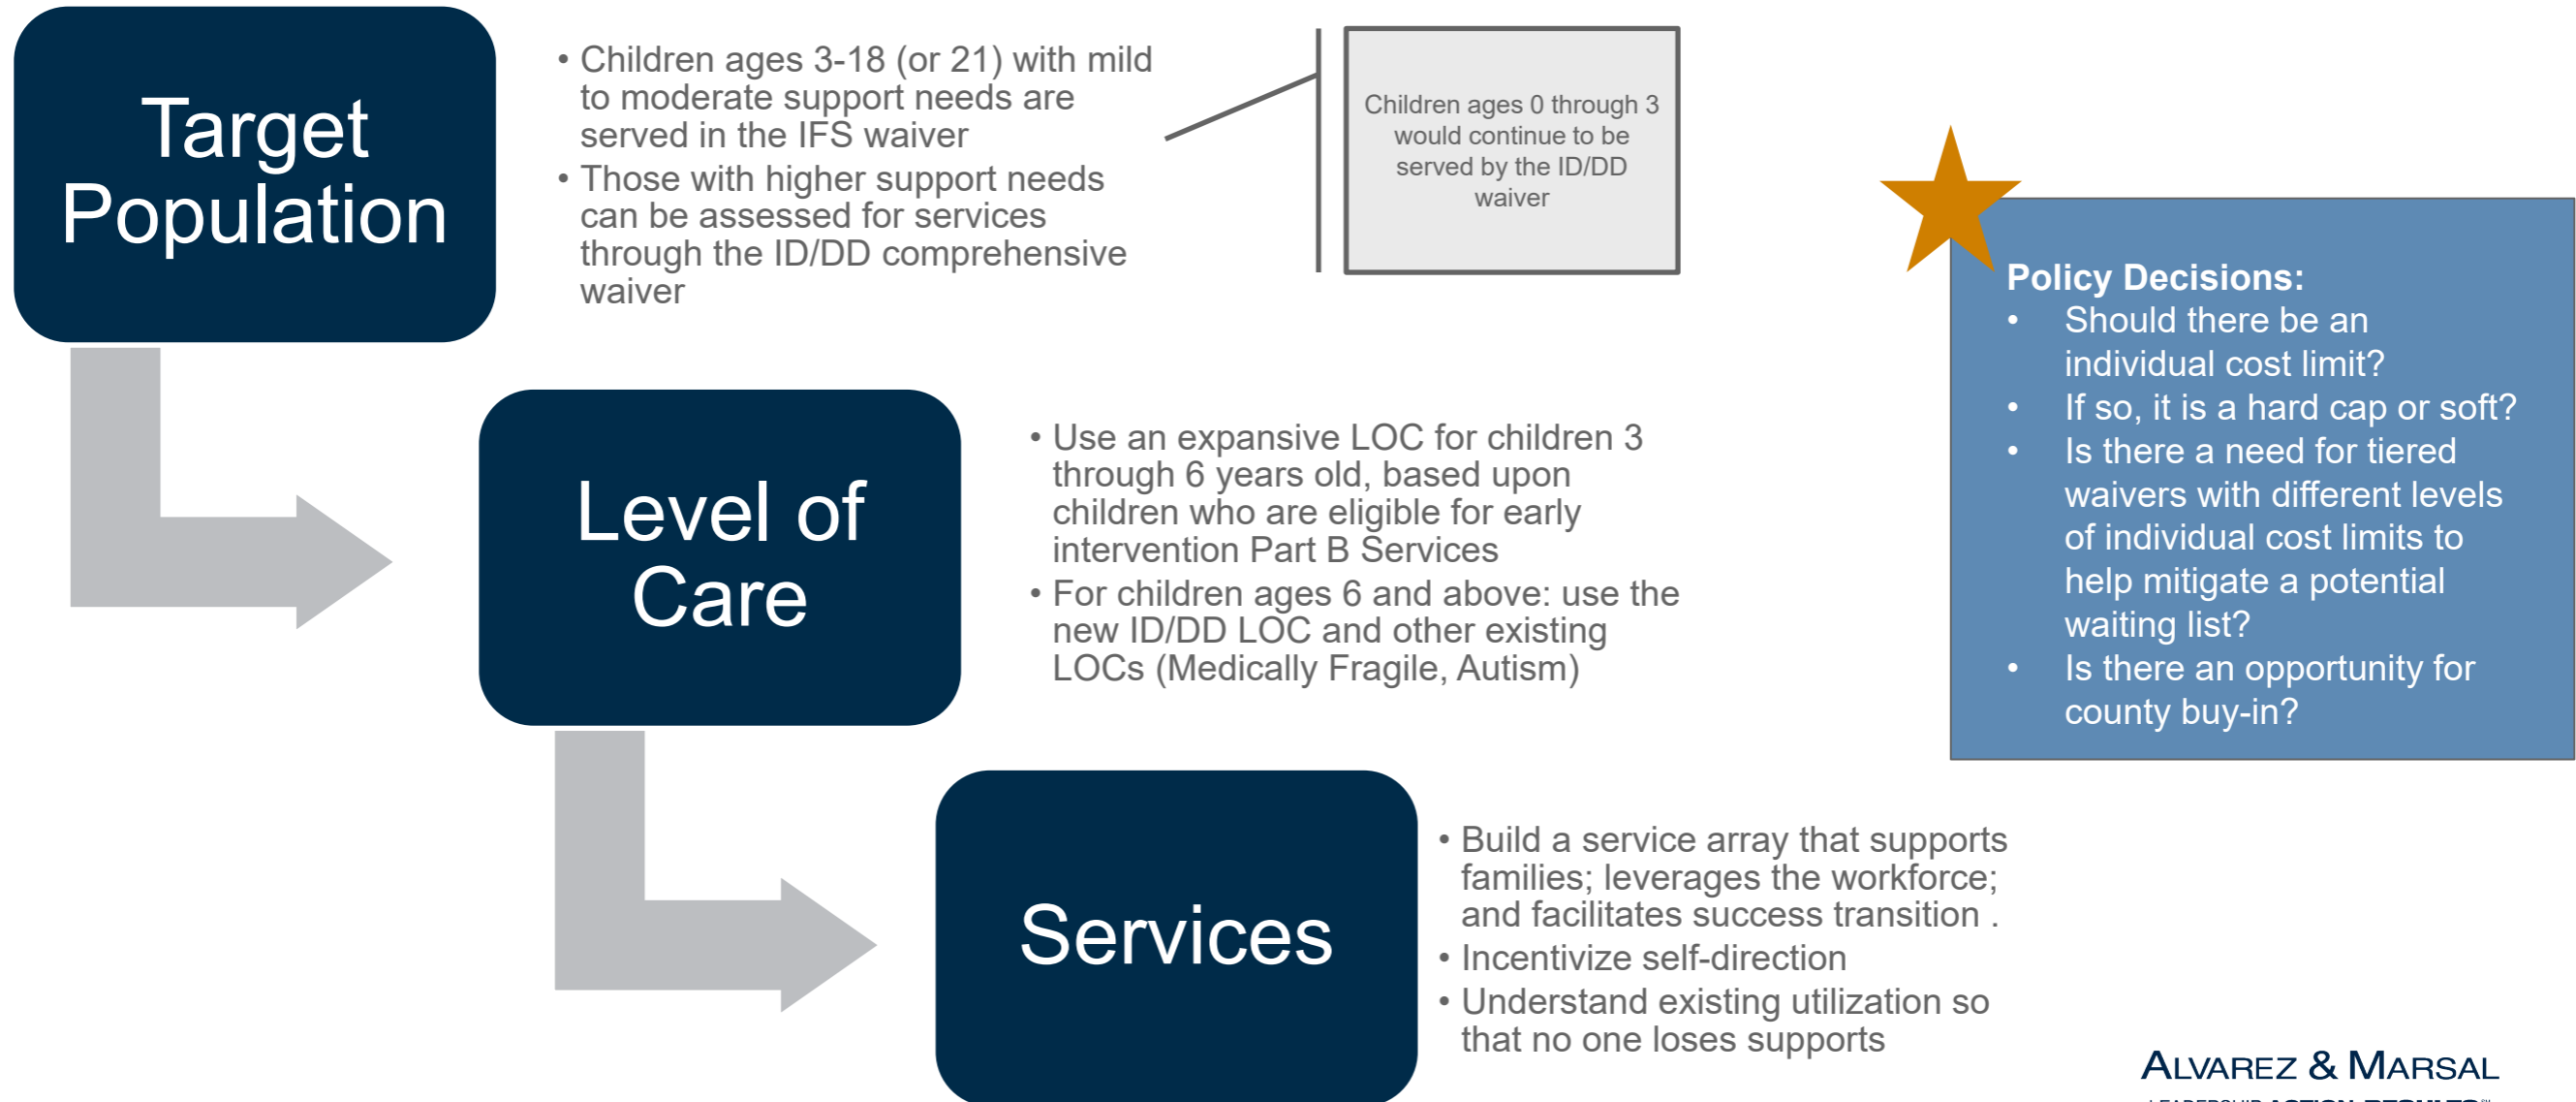 Target
Population
• Children ages 3-18 (or 21) with mild
to moderate support needs are
served in the IFS waiver
• Those with higher support needs
can be assessed for services
through the ID/DD comprehensive
waiver
Children ages 0 through 3
would continue to be
served by the ID/DD
waiver
Level of
Care
• Use an expansive LOC for children 3
through 6 years old, based upon
children who are eligible for early
intervention Part B Services
• For children ages 6 and above: use the
new ID/DD LOC and other existing
LOCs (Medically Fragile, Autism)
Services
• Build a service array that supports
families; leverages the workforce;
and facilitates success transition .
• Incentivize self-direction
• Understand existing utilization so
that no one loses supports
Policy Decisions:
• Should there be an
individual cost limit?
• If so, it is a hard cap or soft?
• Is there a need for tiered
waivers with different levels
of individual cost limits to
help mitigate a potential
waiting list?
• Is there an opportunity for
county buy-in?
ALVAREZ & MARSAL